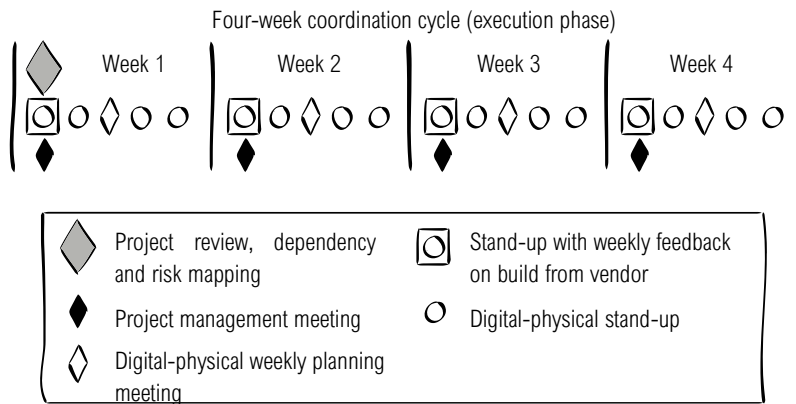 Four-week coordination cycle (execution phase)
Week 1
Week 2
Week 3
Week 4
Project review, dependency
and risk mapping
Project management meeting
Digital-physical weekly planning
meeting
Stand-up with weekly feedback
on build from vendor
Digital-physical stand-up